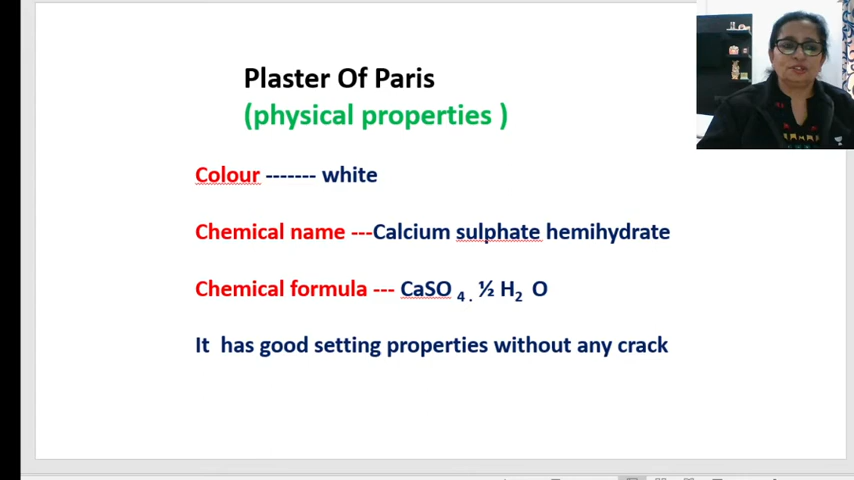 Plaster Of Paris
(physical properties )
Colour ------- white
Chemical name ---Calcium sulphate hemihydrate
Chemical formula --- CaSO 4 . ½ H2 O
It has good setting properties without any crack